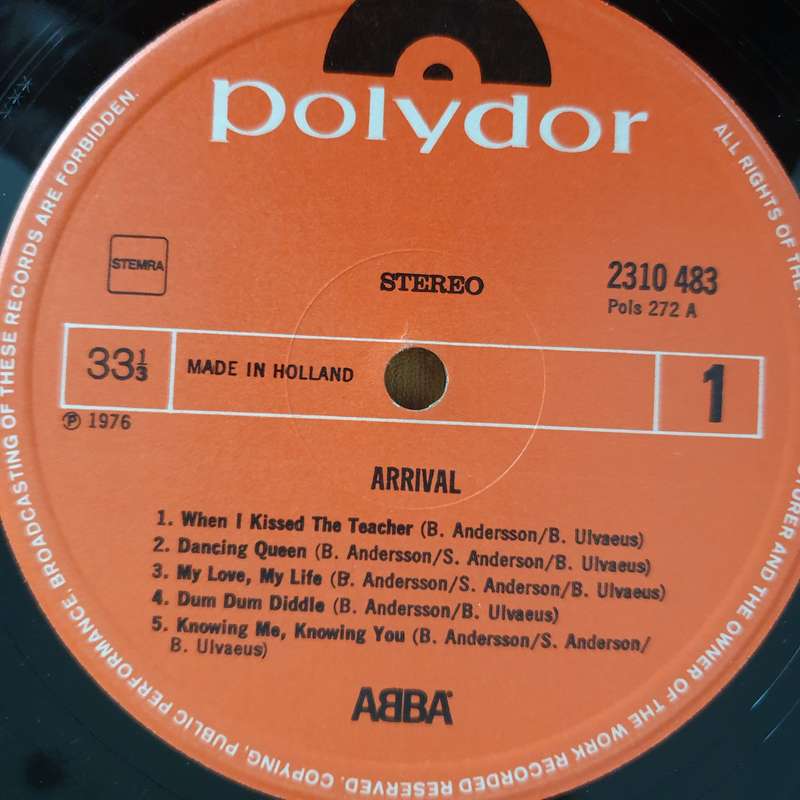 polydor
STEMRA
STEREO
2310 483
Pols 272 A
33⅓
MADE IN HOLLAND
1
℗ 1976
ARRIVAL
1. When I Kissed The Teacher (B. Andersson/B. Ulvaeus)
2. Dancing Queen (B. Andersson/S. Anderson/B. Ulvaeus)
3. My Love, My Life (B. Andersson/S. Anderson/B. Ulvaeus)
4. Dum Dum Diddle (B. Andersson/B. Ulvaeus)
5. Knowing Me, Knowing You (B. Andersson/S. Anderson/
B. Ulvaeus)
ABBA
ALL RIGHTS OF THE
AND THE OWNER OF THE WORK RECORDED RESERVED. COPYING, PUBLIC PERFORMANCE, BROADCASTING OF THESE RECORDS ARE FORBIDDEN.